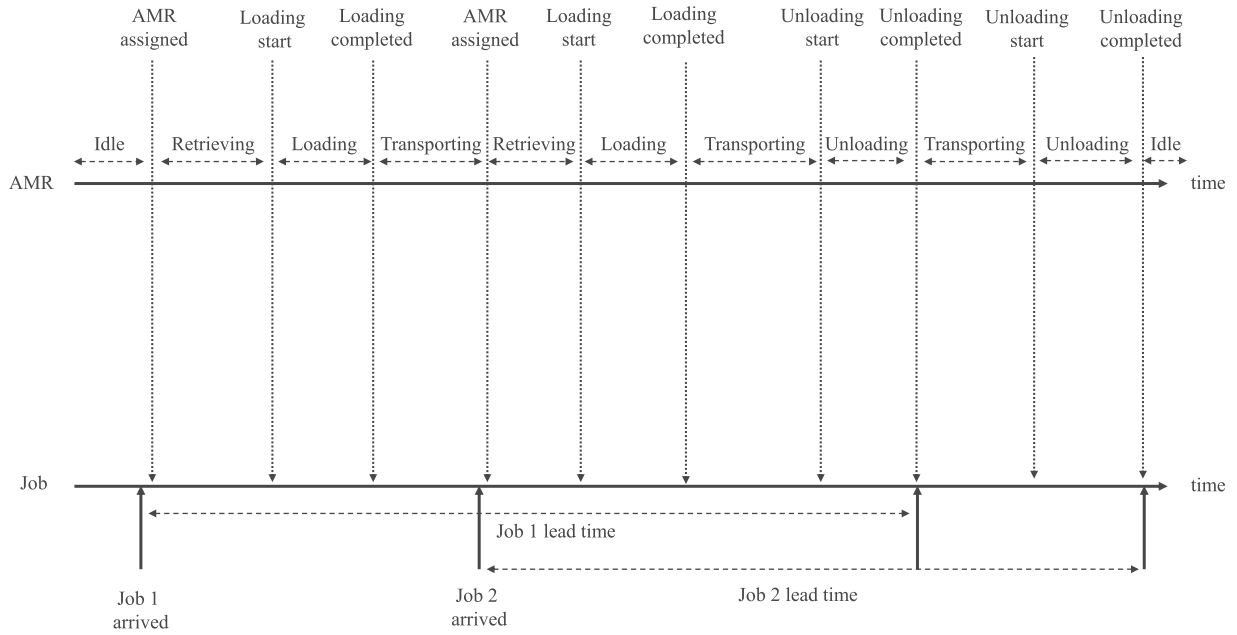 AMR
assigned
Loading
start
Loading
completed
AMR
assigned
Loading
start
Loading
completed
Unloading
start
Unloading
completed
Unloading
start
Unloading
completed
Idle
Retrieving
Loading
Transporting
Retrieving
Loading
Transporting
Unloading
Transporting
Unloading
Idle
AMR
time
Job
time
Job 1 lead time
Job 1
arrived
Job 2
arrived
Job 2 lead time